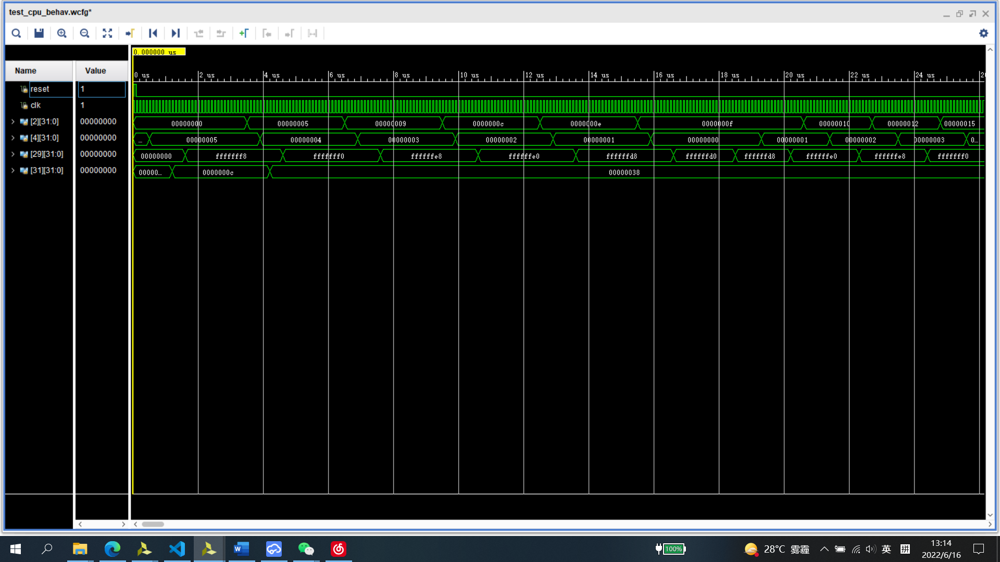 test_cpu_behav.wcfg*
0.000000 us
Name Value
0 us 2 us 4 us 6 us 8 us 10 us 12 us 14 us 16 us 18 us 20 us 22 us 24 us
reset 1
clk 1
[2][31:0] 00000000 00000000 00000005 00000009 0000000c 0000000e 0000000f 00000010 00000012 00000015
[4][31:0] 00000000 ... 00000005 00000004 00000003 00000002 00000001 00000000 00000001 00000002 00000003 0...
[29][31:0] 00000000 00000000 fffffff8 fffffff0 ffffffe8 ffffffe0 ffffffd8 ffffffd0 ffffffd8 ffffffe0 ffffffe8 fffffff0
[31][31:0] 00000000 00000... 0000000c 00000038
100% 28°C 雾霾 英 拼 13:14
2022/6/16